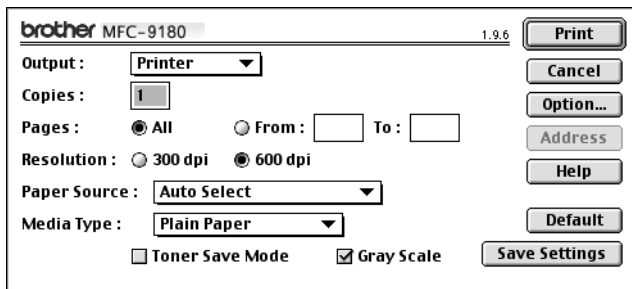 brother MFC-9180 1.9.6 Print
Output : Printer Cancel
Copies : 1 Option...
Pages : All From : To : Address
Resolution : 300 dpi 600 dpi Help
Paper Source : Auto Select
Media Type : Plain Paper Default
Toner Save Mode Gray Scale Save Settings